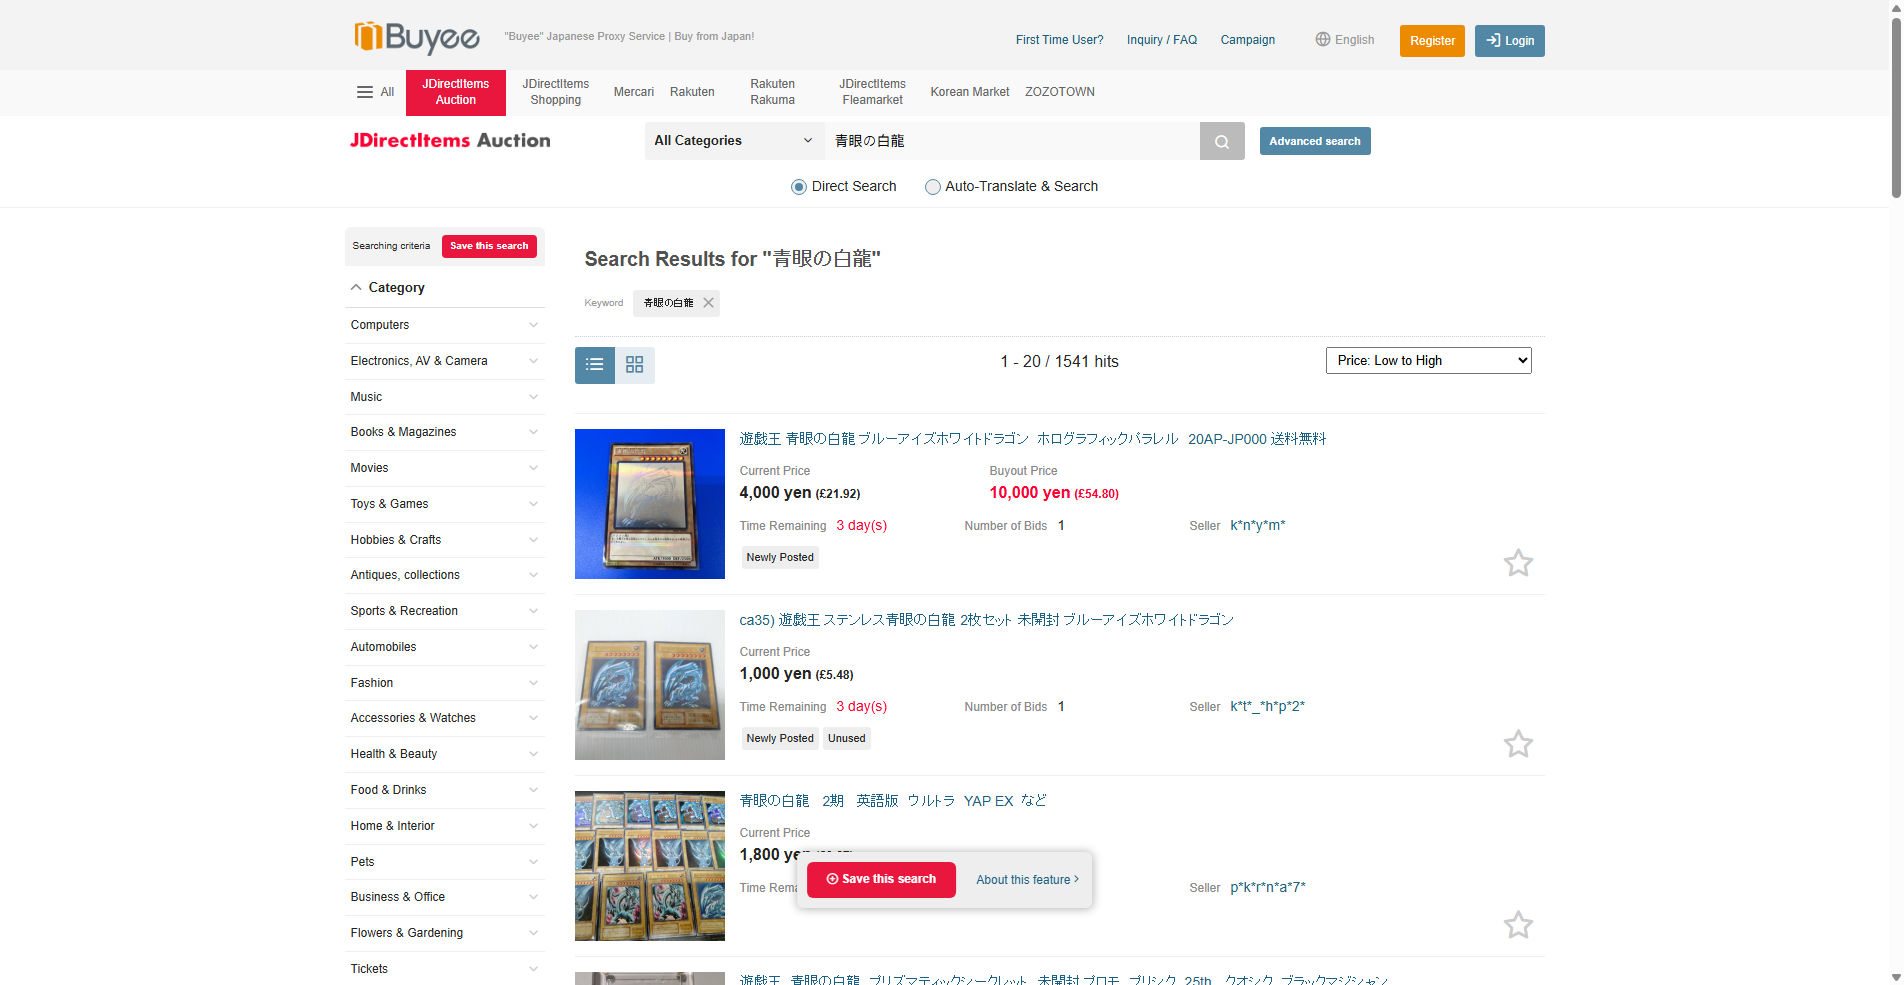 Buyee
"Buyee" Japanese Proxy Service | Buy from Japan!
First Time User?
Inquiry / FAQ
Campaign
English
Register
Login
All
JDirectItems Auction
JDirectItems Shopping
Mercari
Rakuten
Rakuten Rakuma
JDirectItems Fleamarket
Korean Market
ZOZOTOWN
JDirectItems Auction
All Categories
青眼の白龍
Advanced search
Direct Search
Auto-Translate & Search
Searching criteria
Save this search
Category
Computers
Electronics, AV & Camera
Music
Books & Magazines
Movies
Toys & Games
Hobbies & Crafts
Antiques, collections
Sports & Recreation
Automobiles
Fashion
Accessories & Watches
Health & Beauty
Food & Drinks
Home & Interior
Pets
Business & Office
Flowers & Gardening
Tickets
Search Results for "青眼の白龍"
Keyword
青眼の白龍
1 - 20 / 1541 hits
Price: Low to High
遊戯王 青眼の白龍 ブルーアイズホワイトドラゴン ホログラフィックパラレル 20AP-JP000 送料無料
Current Price
4,000 yen (£21.92)
Buyout Price
10,000 yen (£54.80)
Time Remaining 3 day(s)
Number of Bids 1
Seller k*n*y*m*
Newly Posted
ca35) 遊戯王 ステンレス青眼の白龍 2枚セット 未開封 ブルーアイズホワイトドラゴン
Current Price
1,000 yen (£5.48)
Time Remaining 3 day(s)
Number of Bids 1
Seller k*t*_*h*p*2*
Newly Posted
Unused
青眼の白龍 2期 英語版 ウルトラ YAP EX など
Current Price
1,800
Time
Seller p*k*r*n*a*7*
Save this search
About this feature
遊戯王 青眼の白龍 プリズマティックシークレット 未開封 プロモ プリシク 25th クオシク ブラックマジシャン